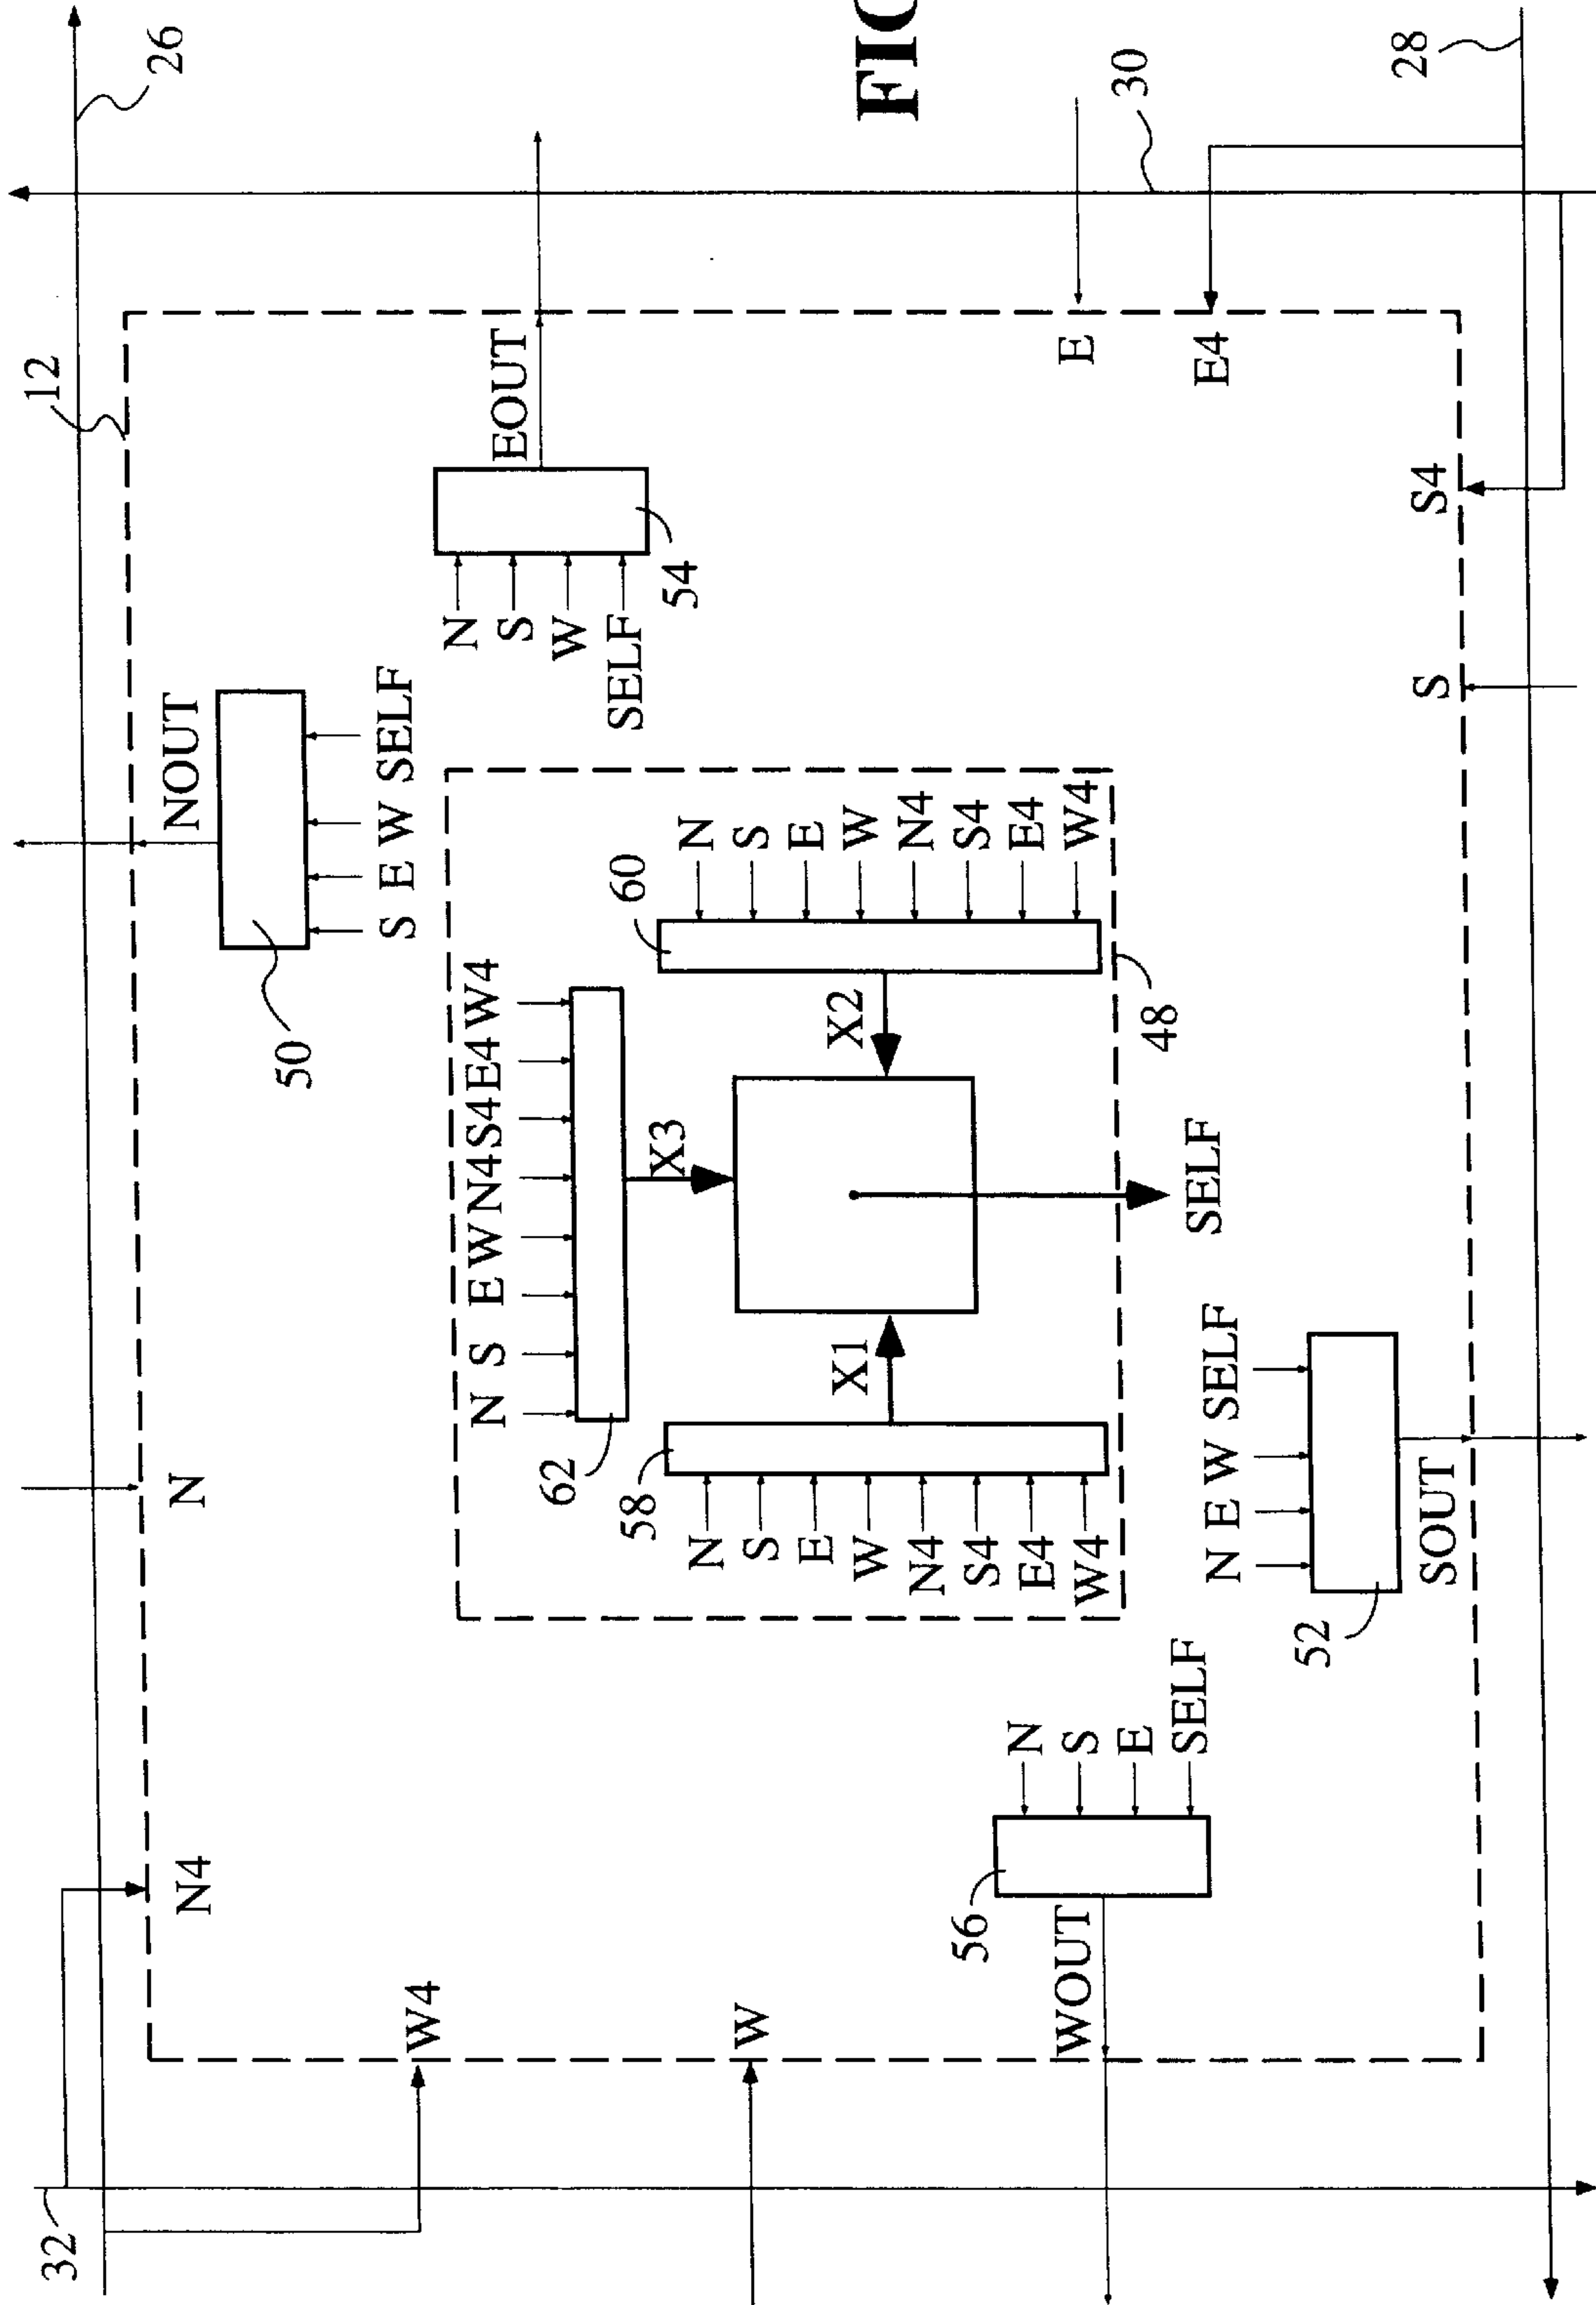 26
12
28
30
32
FIG
N4
N
NOUT
50
S E W SELF
EOUT
N
S
W
SELF
54
W4
W
E
E4
N S E W N4 S4 E4 W4
62
X3
58
N
S
E
W
N4
S4
E4
W4
X1
60
X2
N
S
E
W
N4
S4
E4
W4
48
SELF
56
N
S
E
SELF
WOUT
N E W SELF
52
SOUT
S
S4